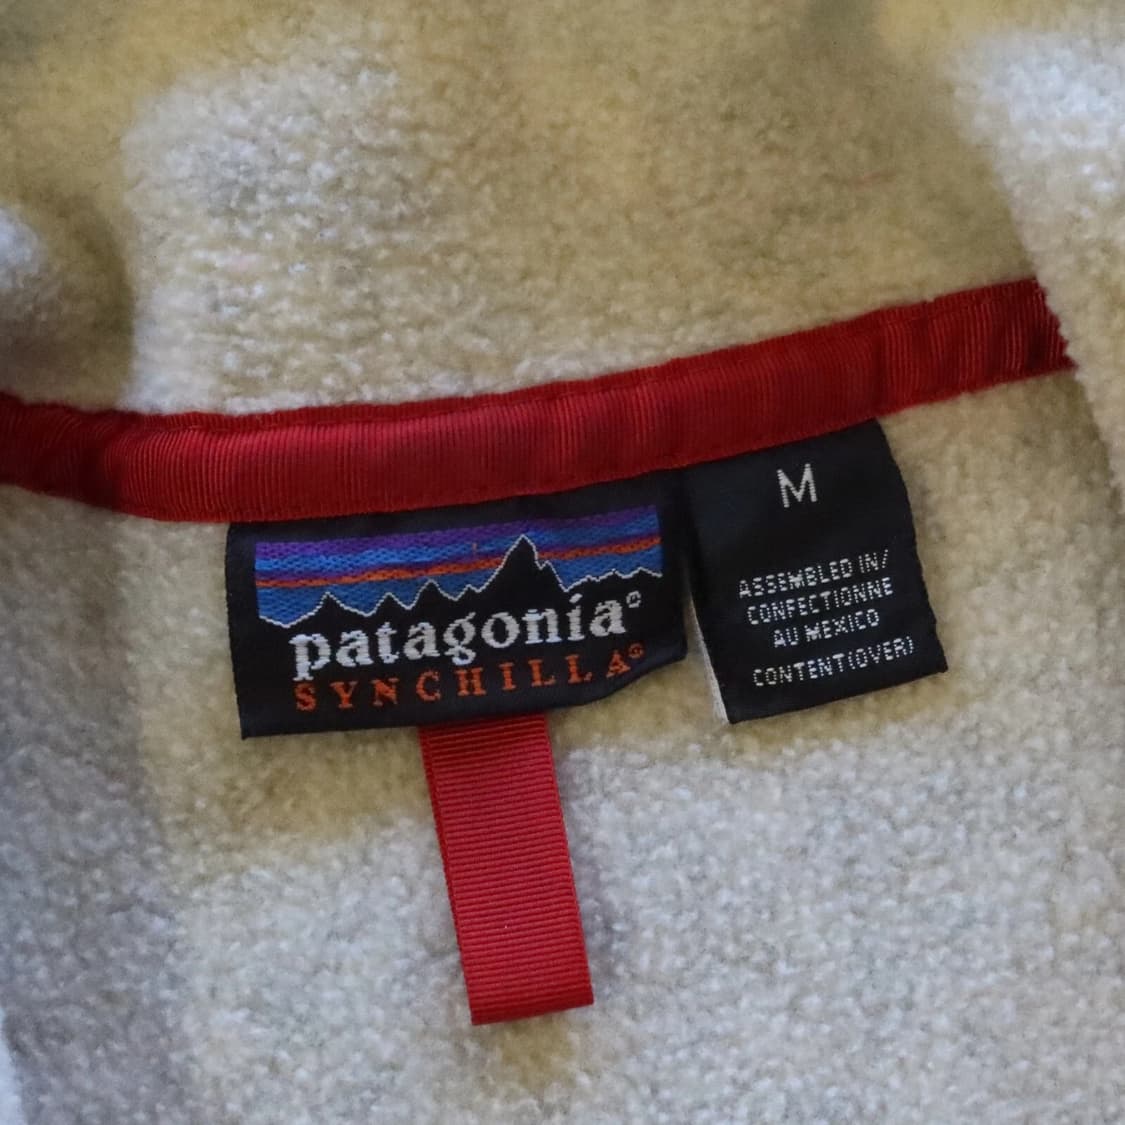 patagonia®
SYNCHILLA®
M
ASSEMBLED IN/
CONFECTIONNE
AU MEXICO
CONTENT(OVER)